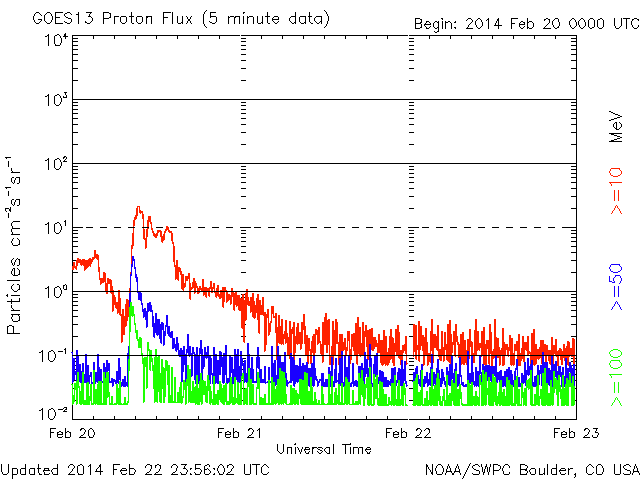 GOES13 Proton Flux (5 minute data)
Begin: 2014 Feb 20 0000 UTC
10⁴
10³
10²
10¹
10⁰
10⁻¹
10⁻²
Particles cm⁻²s⁻¹sr⁻¹
MeV
>=10
>=50
>=100
Feb 20
Feb 21
Feb 22
Feb 23
Universal Time
Updated 2014 Feb 22 23:56:02 UTC
NOAA/SWPC Boulder, CO USA